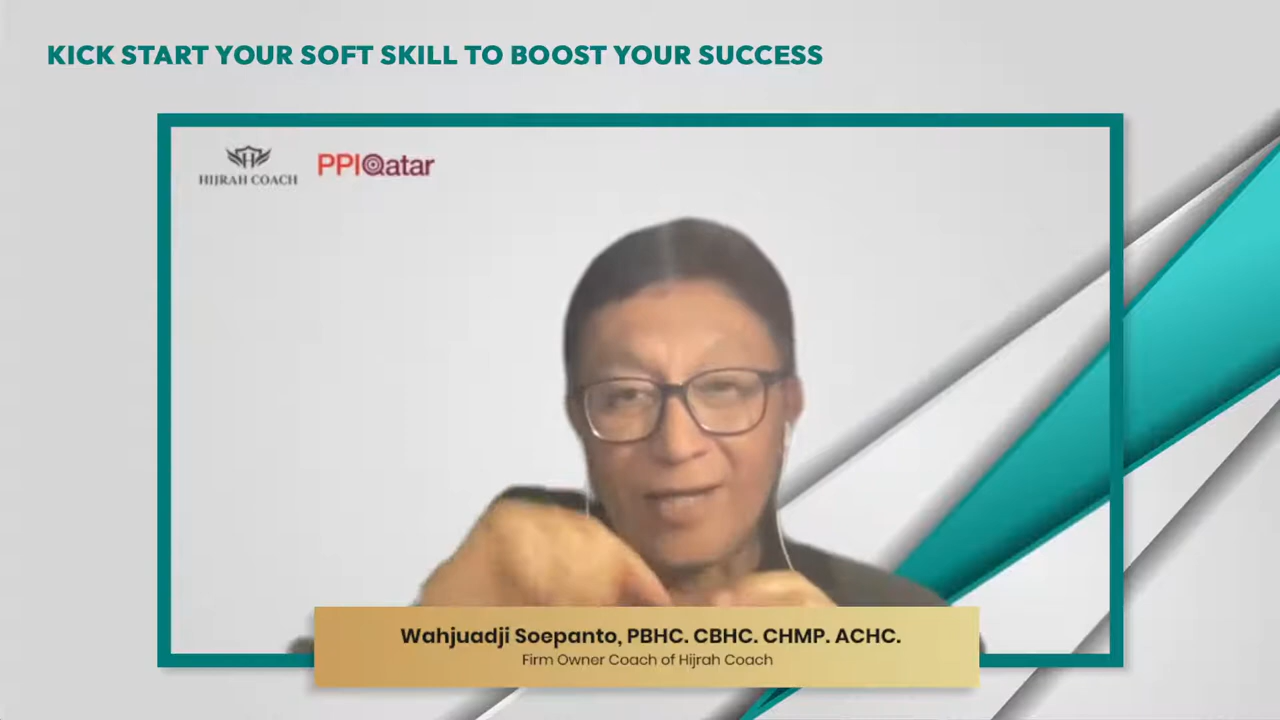 KICK START YOUR SOFT SKILL TO BOOST YOUR SUCCESS
HIJRAH COACH
PPIQatar
Wahjuadji Soepanto, PBHC. CBHC. CHMP. ACHC.
Firm Owner Coach of Hijrah Coach